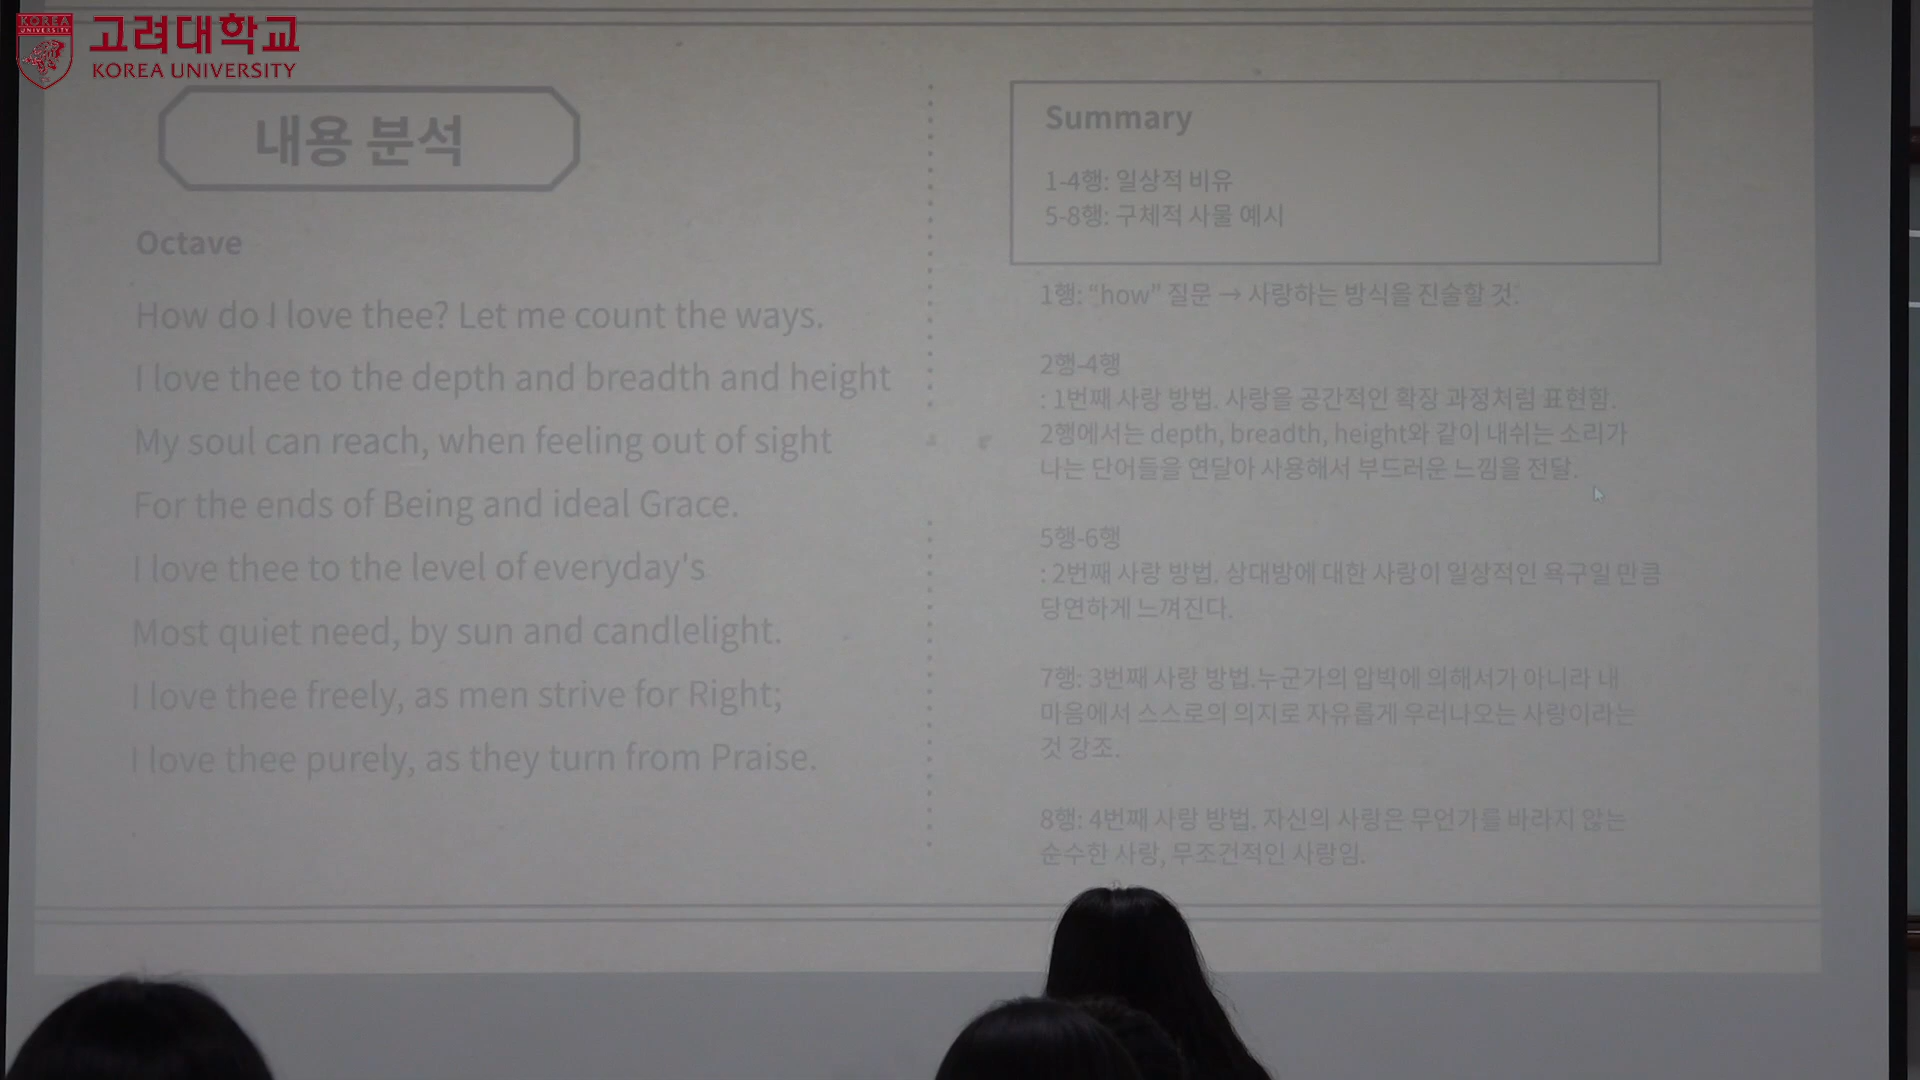 KOREA
UNIVERSITY
고려대학교
KOREA UNIVERSITY
내용 분석
Octave
How do I love thee? Let me count the ways.
I love thee to the depth and breadth and height
My soul can reach, when feeling out of sight
For the ends of Being and ideal Grace.
I love thee to the level of everyday's
Most quiet need, by sun and candlelight.
I love thee freely, as men strive for Right;
I love thee purely, as they turn from Praise.
Summary
1-4행: 일상적 비유
5-8행: 구체적 사물 예시
1행: “how” 질문 → 사랑하는 방식을 진술할 것.
2행-4행
: 1번째 사랑 방법. 사랑을 공간적인 확장 과정처럼 표현함.
2행에서는 depth, breadth, height와 같이 내쉬는 소리가
나는 단어들을 연달아 사용해서 부드러운 느낌을 전달.
5행-6행
: 2번째 사랑 방법. 상대방에 대한 사랑이 일상적인 욕구일 만큼
당연하게 느껴진다.
7행: 3번째 사랑 방법.누군가의 압박에 의해서가 아니라 내
마음에서 스스로의 의지로 자유롭게 우러나오는 사랑이라는
것 강조.
8행: 4번째 사랑 방법. 자신의 사랑은 무언가를 바라지 않는
순수한 사랑, 무조건적인 사랑임.